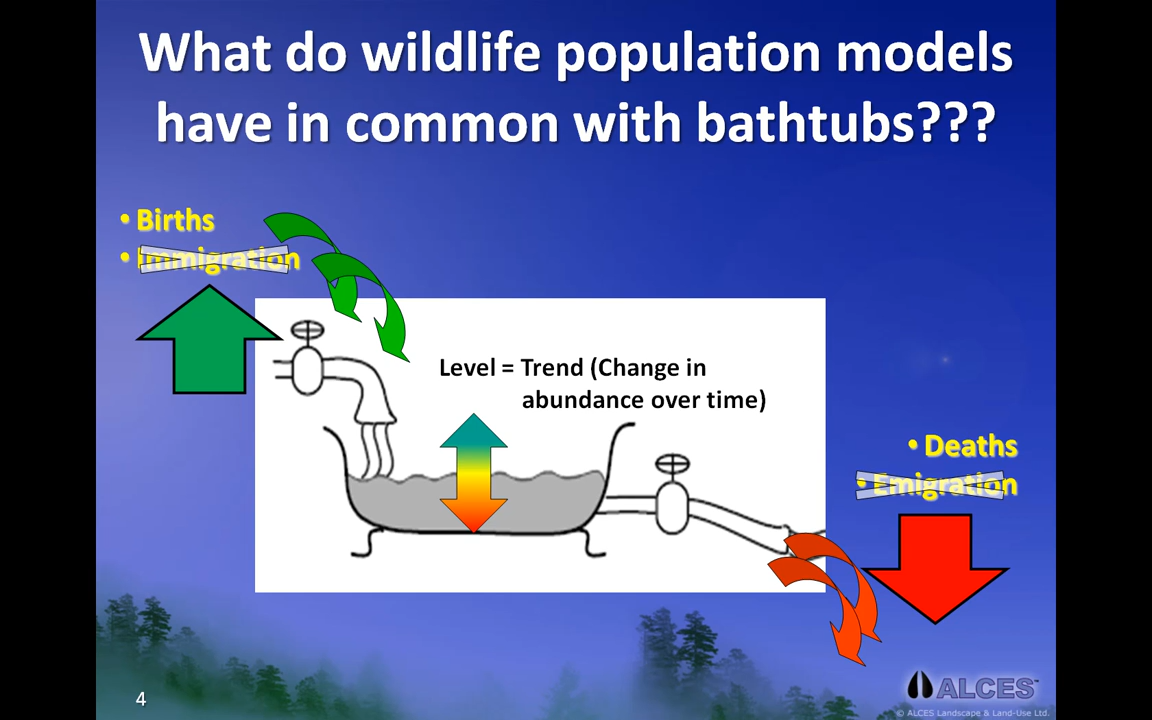 What do wildlife population models
have in common with bathtubs???
• Births
• Immigration
Level = Trend (Change in
abundance over time)
• Deaths
• Emigration
4
ALCES™
© ALCES Landscape & Land-Use Ltd.